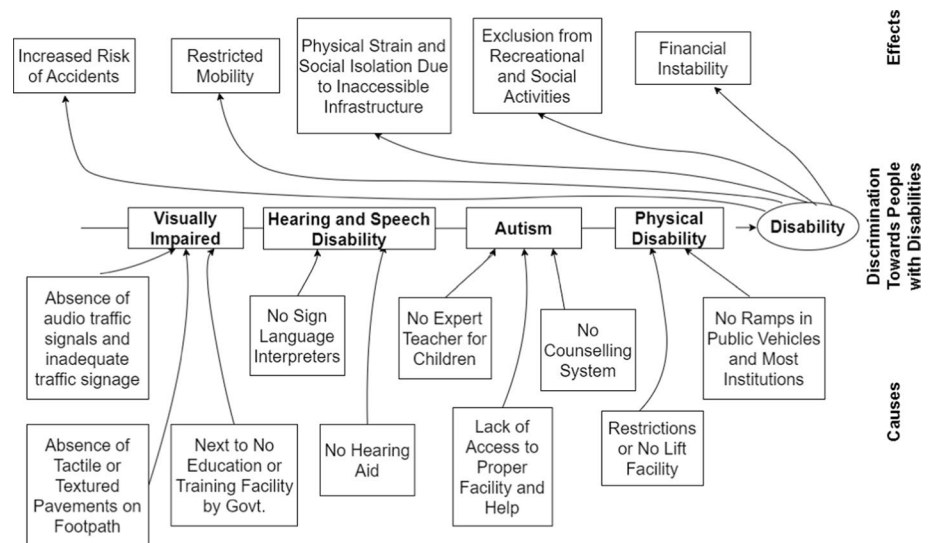 Increased Risk
of Accidents
Restricted
Mobility
Physical Strain and
Social Isolation Due
to Inaccessible
Infrastructure
Exclusion from
Recreational
and Social
Activities
Financial
Instability
Effects
Visually
Impaired
Hearing and Speech
Disability
Autism
Physical
Disability
Disability
Discrimination
Towards People
with Disabilities
Absence of
audio traffic
signals and
inadequate
traffic signage
No Sign
Language
Interpreters
No Expert
Teacher for
Children
No
Counselling
System
No Ramps in
Public Vehicles
and Most
Institutions
Absence of
Tactile or
Textured
Pavements on
Footpath
Next to No
Education or
Training Facility
by Govt.
No Hearing
Aid
Lack of
Access to
Proper
Facility and
Help
Restrictions
or No Lift
Facility
Causes